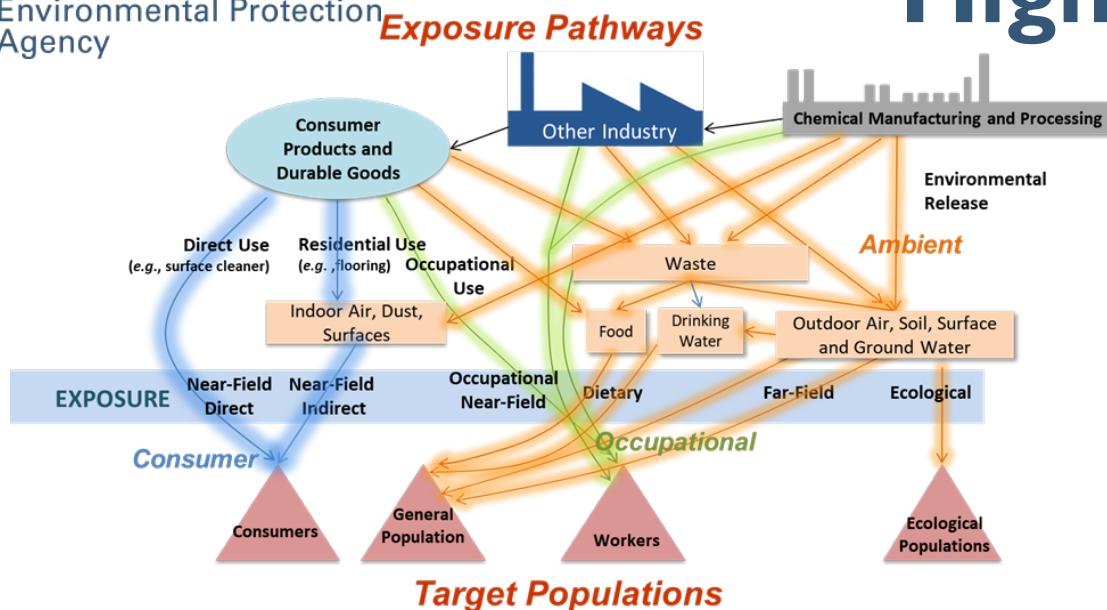 Environmental Protection
Agency
Exposure Pathways
High
Consumer
Products and
Durable Goods
Other Industry
Chemical Manufacturing and Processing
Environmental
Release
Ambient
Direct Use
(e.g., surface cleaner)
Residential Use
(e.g. ,flooring)
Occupational
Use
Waste
Indoor Air, Dust,
Surfaces
Food
Drinking
Water
Outdoor Air, Soil, Surface
and Ground Water
EXPOSURE
Near-Field
Direct
Near-Field
Indirect
Occupational
Near-Field
Dietary
Far-Field
Ecological
Consumer
Occupational
Consumers
General
Population
Workers
Ecological
Populations
Target Populations